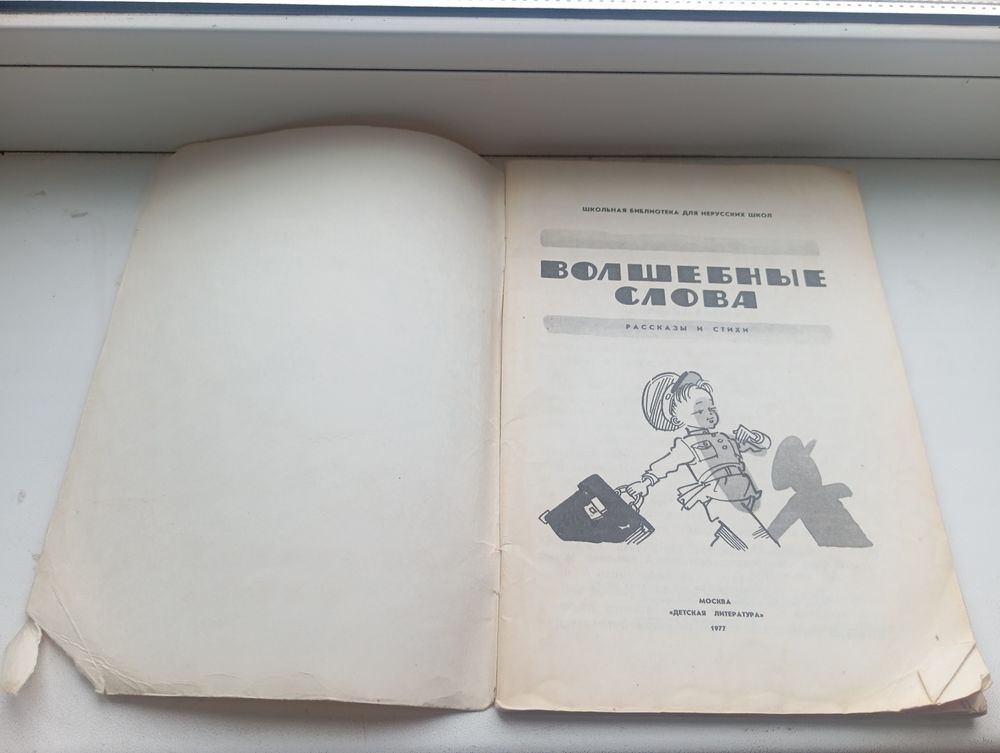 ШКОЛЬНАЯ БИБЛИОТЕКА ДЛЯ НЕРУССКИХ ШКОЛ
ВОЛШЕБНЫЕ
СЛОВА
РАССКАЗЫ И СТИХИ
МОСКВА
«ДЕТСКАЯ ЛИТЕРАТУРА»
1977